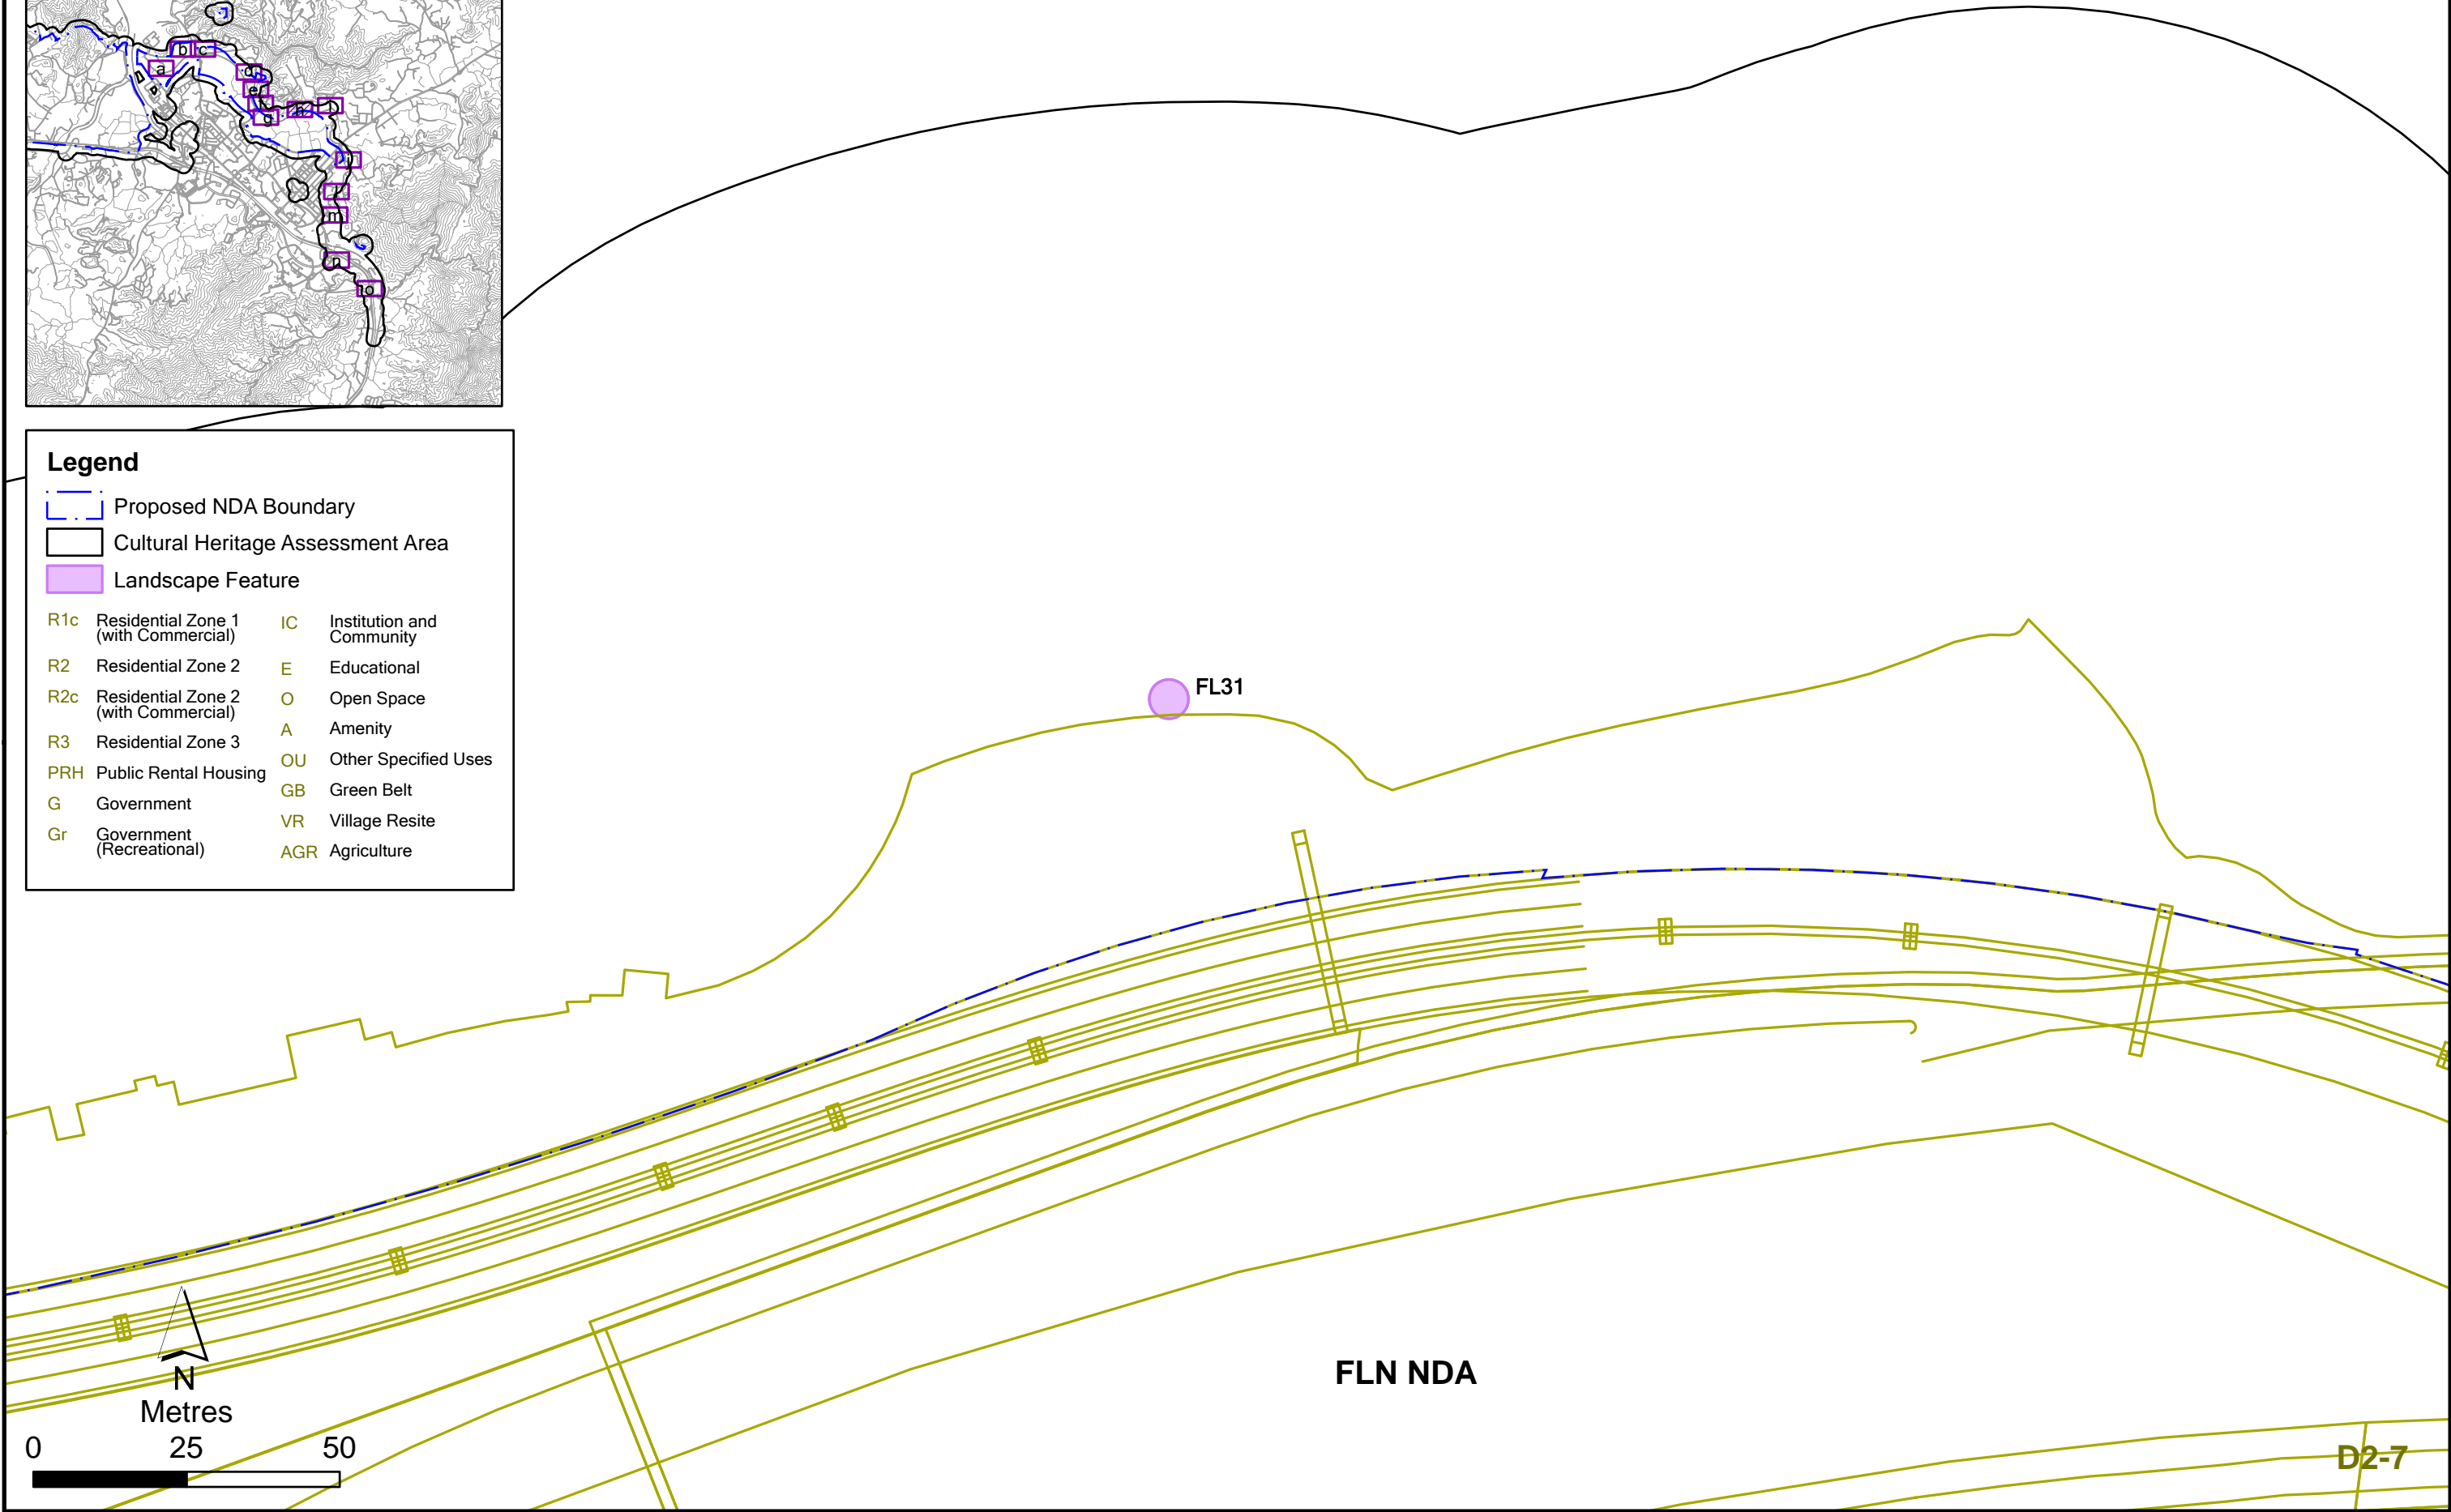 b c
a
d
e
g
h
m
n
o
Legend
Proposed NDA Boundary
Cultural Heritage Assessment Area
Landscape Feature
R1c Residential Zone 1
(with Commercial)
R2 Residential Zone 2
R2c Residential Zone 2
(with Commercial)
R3 Residential Zone 3
PRH Public Rental Housing
G Government
Gr Government
(Recreational)
IC Institution and
Community
E Educational
O Open Space
A Amenity
OU Other Specified Uses
GB Green Belt
VR Village Resite
AGR Agriculture
FL31
FLN NDA
D2-7
N
Metres
0 25 50